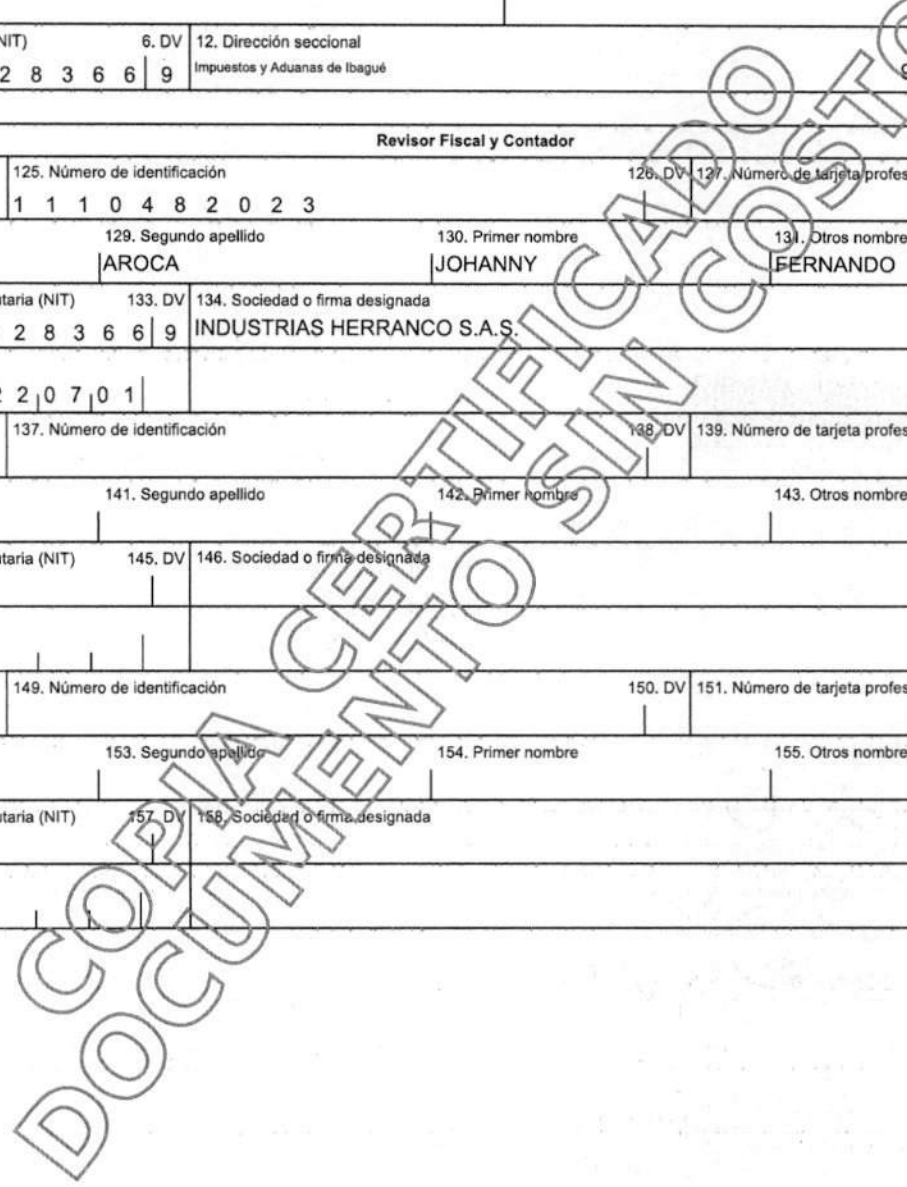 NIT) 6. DV 12. Dirección seccional
2 8 3 6 6 9 Impuestos y Aduanas de Ibagué
Revisor Fiscal y Contador
125. Número de identificación 126. DV 127. Número de tarjeta profes
1 1 1 0 4 8 2 0 2 3
129. Segundo apellido 130. Primer nombre 131. Otros nombre
AROCA JOHANNY FERNANDO
utaria (NIT) 133. DV 134. Sociedad o firma designada
2 8 3 6 6 9 INDUSTRIAS HERRANCO S.A.S.
2 2 0 7 0 1
137. Número de identificación 138. DV 139. Número de tarjeta profes
141. Segundo apellido 142. Primer nombre 143. Otros nombre
utaria (NIT) 145. DV 146. Sociedad o firma designada
149. Número de identificación 150. DV 151. Número de tarjeta profes
153. Segundo apellido 154. Primer nombre 155. Otros nombre
utaria (NIT) 157. DV 158. Sociedad o firma designada
COPIA CERTIFICADO
DOCUMENTO SIN COSTO